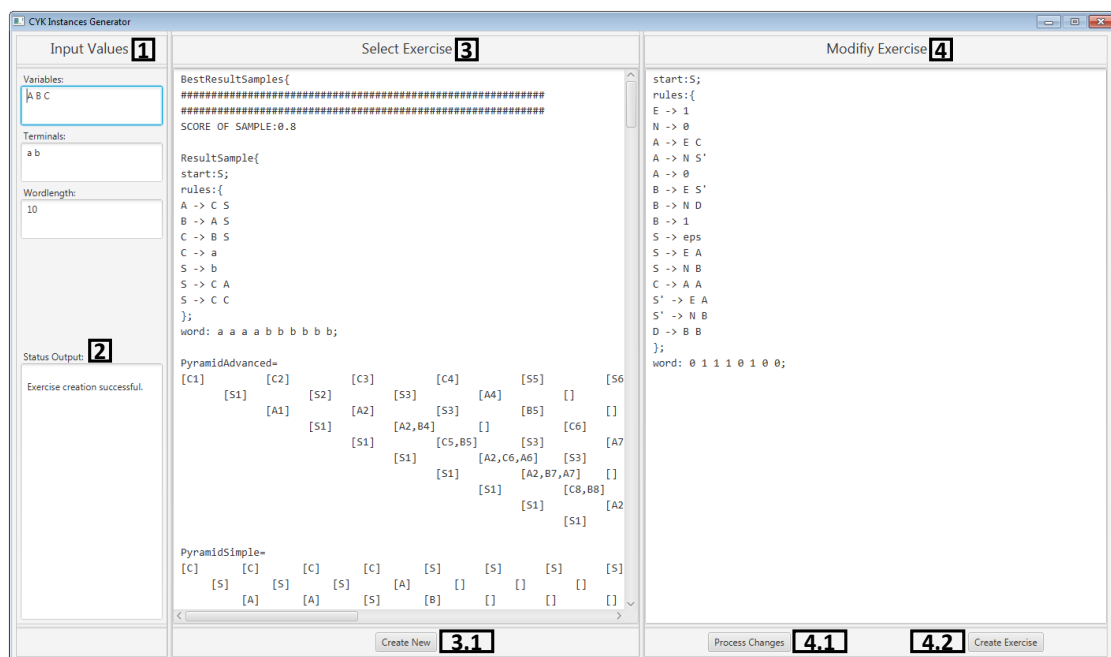 CYK Instances Generator
Input Values 1
Variables:
A B C
Terminals:
a b
Wordlength:
10
Status Output: 2
Exercise creation successful.
Select Exercise 3
BestResultSamples{
############################################################
############################################################
SCORE OF SAMPLE:0.8
ResultSample{
start:S;
rules:{
A -> C S
B -> A S
C -> B S
C -> a
S -> b
S -> C A
S -> C C
};
word: a a a a b b b b b b;
PyramidAdvanced=
[C1] [C2] [C3] [C4] [S5] [S6
[S1] [S2] [S3] [A4] []
[A1] [A2] [S3] [B5] []
[S1] [A2,B4] [] [C6]
[S1] [C5,B5] [S3] [A7
[S1] [A2,C6,A6] [S3]
[S1] [A2,B7,A7] []
[S1] [C8,B8]
[S1] [A2
[S1]
PyramidSimple=
[C] [C] [C] [C] [S] [S] [S] [S]
[S] [S] [S] [A] [] [] []
[A] [A] [S] [B] [] [] []
Create New 3.1
Modifiy Exercise 4
start:S;
rules:{
E -> 1
N -> 0
A -> E C
A -> N S'
A -> 0
B -> E S'
B -> N D
B -> 1
S -> eps
S -> E A
S -> N B
C -> A A
S' -> E A
S' -> N B
D -> B B
};
word: 0 1 1 1 0 1 0 0;
Process Changes 4.1
4.2 Create Exercise